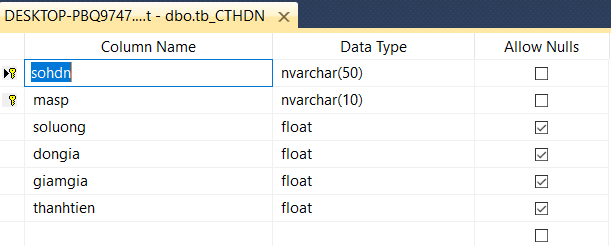 DESKTOP-PBQ9747....t - dbo.tb_CTHDN
Column Name Data Type Allow Nulls
sohdn nvarchar(50)
masp nvarchar(10)
soluong float
dongia float
giamgia float
thanhtien float